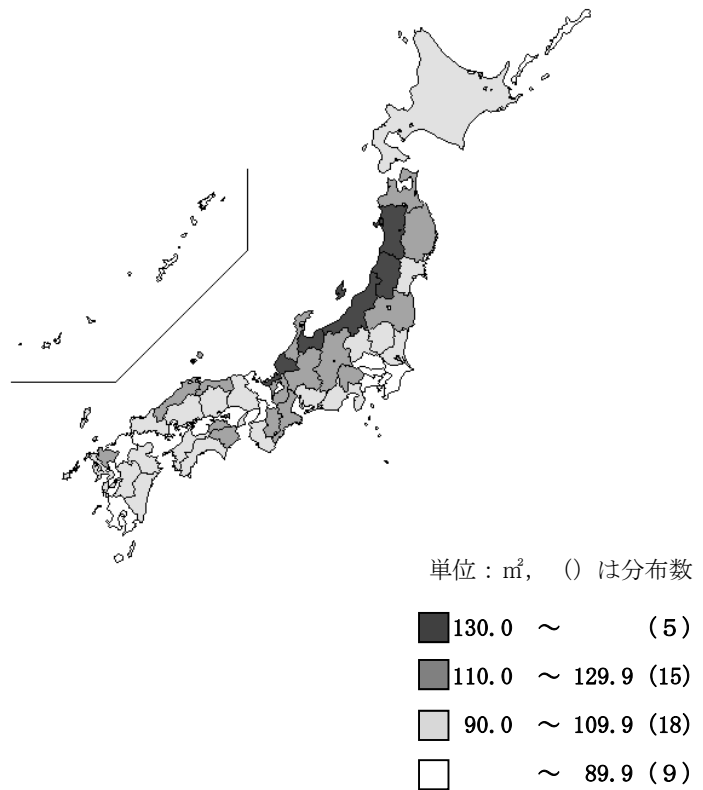 単位:㎡, ()は分布数
130.0 ~ (5)
110.0 ~ 129.9 (15)
90.0 ~ 109.9 (18)
~ 89.9 (9)